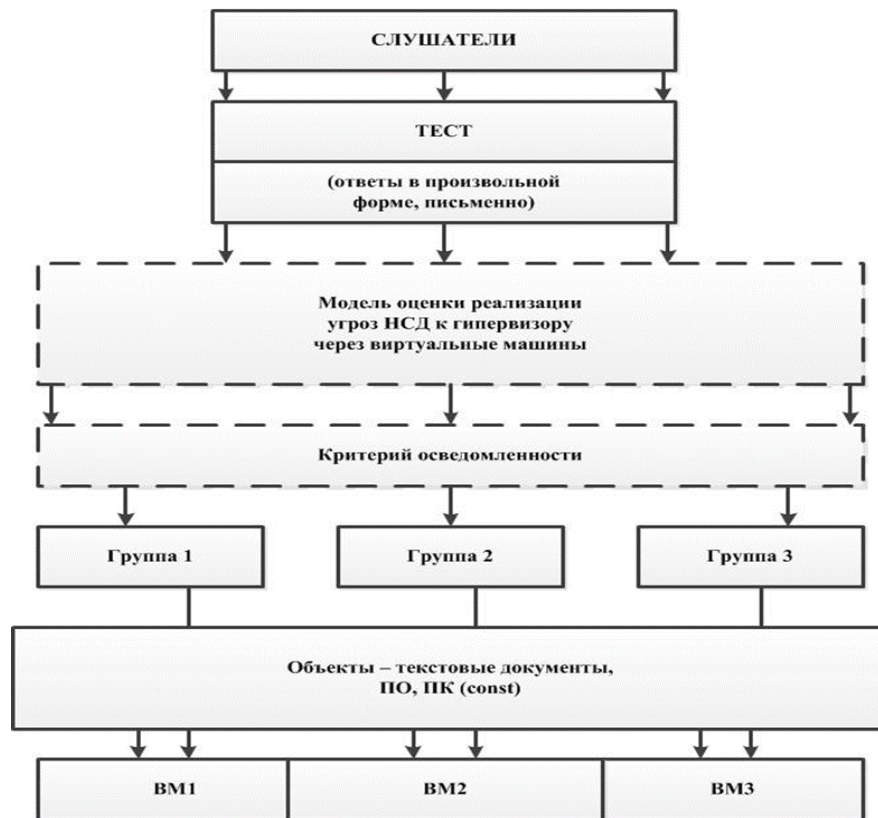 СЛУШАТЕЛИ
ТЕСТ
(ответы в произвольной
форме, письменно)
Модель оценки реализации
угроз НСД к гипервизору
через виртуальные машины
Критерий осведомленности
Группа 1
Группа 2
Группа 3
Объекты – текстовые документы,
ПО, ПК (const)
ВМ1
ВМ2
ВМ3